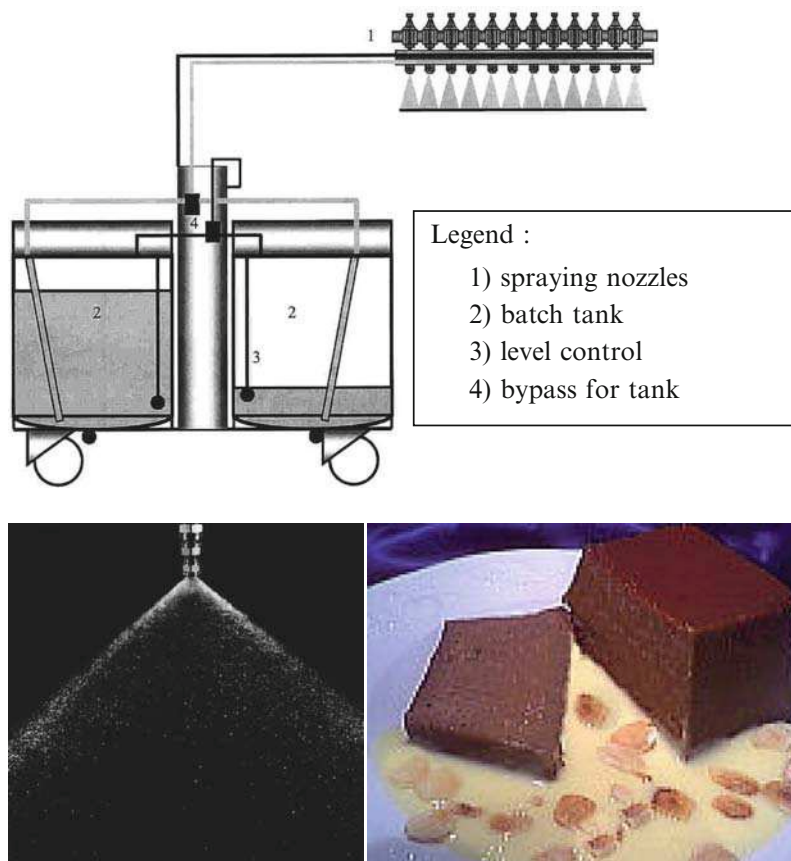 1
4
2
2
3
Legend :
1) spraying nozzles
2) batch tank
3) level control
4) bypass for tank